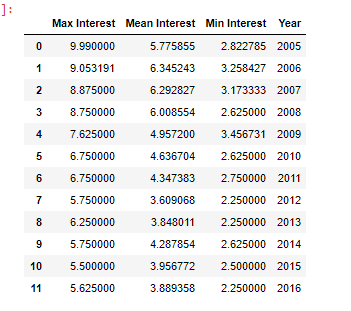 ]:
Max Interest Mean Interest Min Interest Year
0 9.990000 5.775855 2.822785 2005
1 9.053191 6.345243 3.258427 2006
2 8.875000 6.292827 3.173333 2007
3 8.750000 6.008554 2.625000 2008
4 7.625000 4.957200 3.456731 2009
5 6.750000 4.636704 2.625000 2010
6 6.750000 4.347383 2.750000 2011
7 5.750000 3.609068 2.250000 2012
8 6.250000 3.848011 2.250000 2013
9 5.750000 4.287854 2.625000 2014
10 5.500000 3.956772 2.500000 2015
11 5.625000 3.889358 2.250000 2016